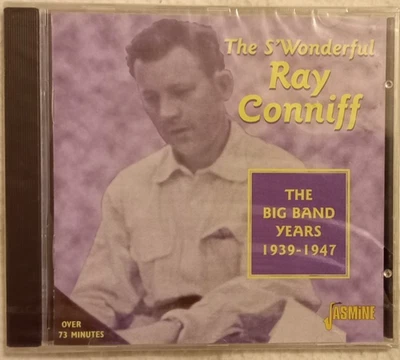 The S'Wonderful
Ray
Conniff
THE
BIG BAND
YEARS
1939-1947
OVER
73 MINUTES
JASMINE